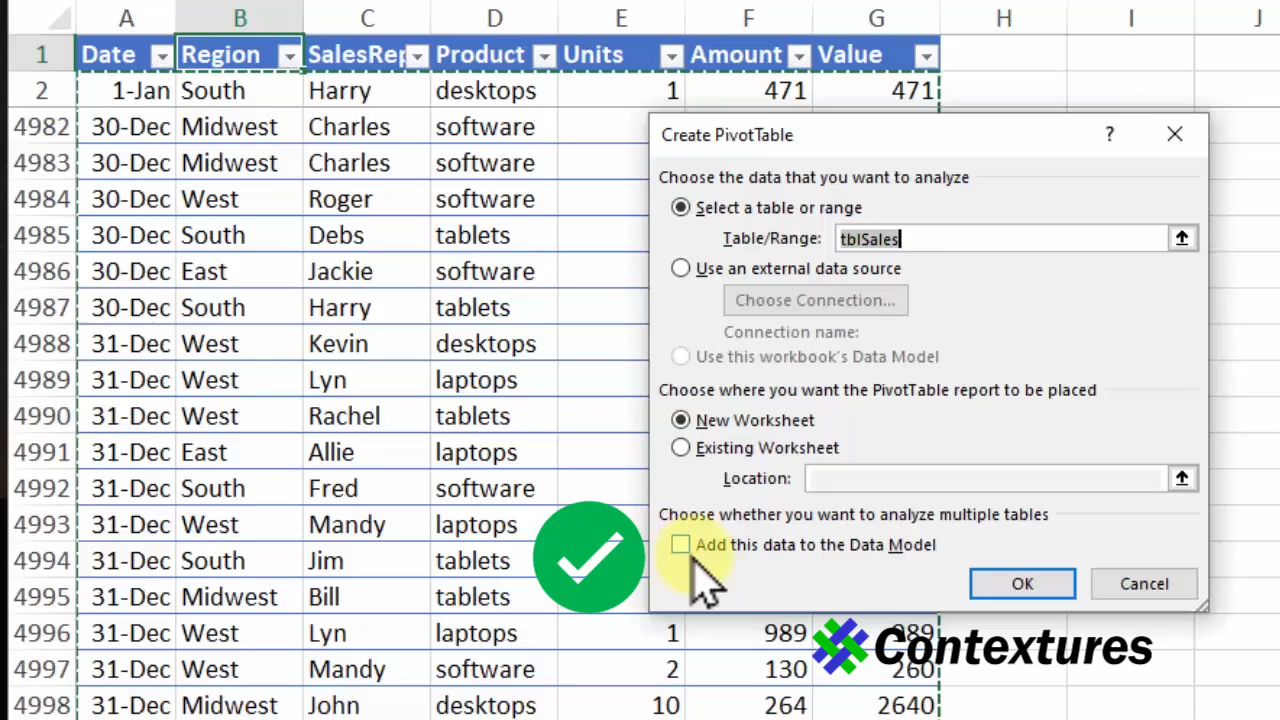 A B C D E F G H I J
1 Date Region SalesRep Product Units Amount Value
2 1-Jan South Harry desktops 1 471 471
4982 30-Dec Midwest Charles software
4983 30-Dec Midwest Charles software
4984 30-Dec West Roger software
4985 30-Dec South Debs tablets
4986 30-Dec East Jackie software
4987 30-Dec South Harry tablets
4988 31-Dec West Kevin desktops
4989 31-Dec West Lyn laptops
4990 31-Dec West Rachel tablets
4991 31-Dec East Allie laptops
4992 31-Dec South Fred software
4993 31-Dec West Mandy laptops
4994 31-Dec South Jim tablets
4995 31-Dec Midwest Bill tablets
4996 31-Dec West Lyn laptops 1 989 989
4997 31-Dec West Mandy software 2 130 260
4998 31-Dec Midwest John desktops 10 264 2640
Create PivotTable ?
Choose the data that you want to analyze
Select a table or range
Table/Range: tblSales
Use an external data source
Choose Connection...
Connection name:
Use this workbook's Data Model
Choose where you want the PivotTable report to be placed
New Worksheet
Existing Worksheet
Location:
Choose whether you want to analyze multiple tables
Add this data to the Data Model
OK Cancel
Contextures